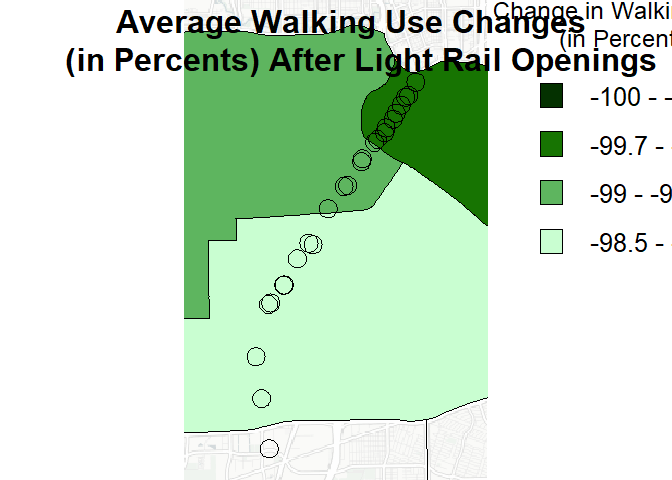 Average Walking Use Changes
(in Percents) After Light Rail Openings
Change in Walki
(in Percent
-100 - -
-99.7 -
-99 - -9
-98.5 -